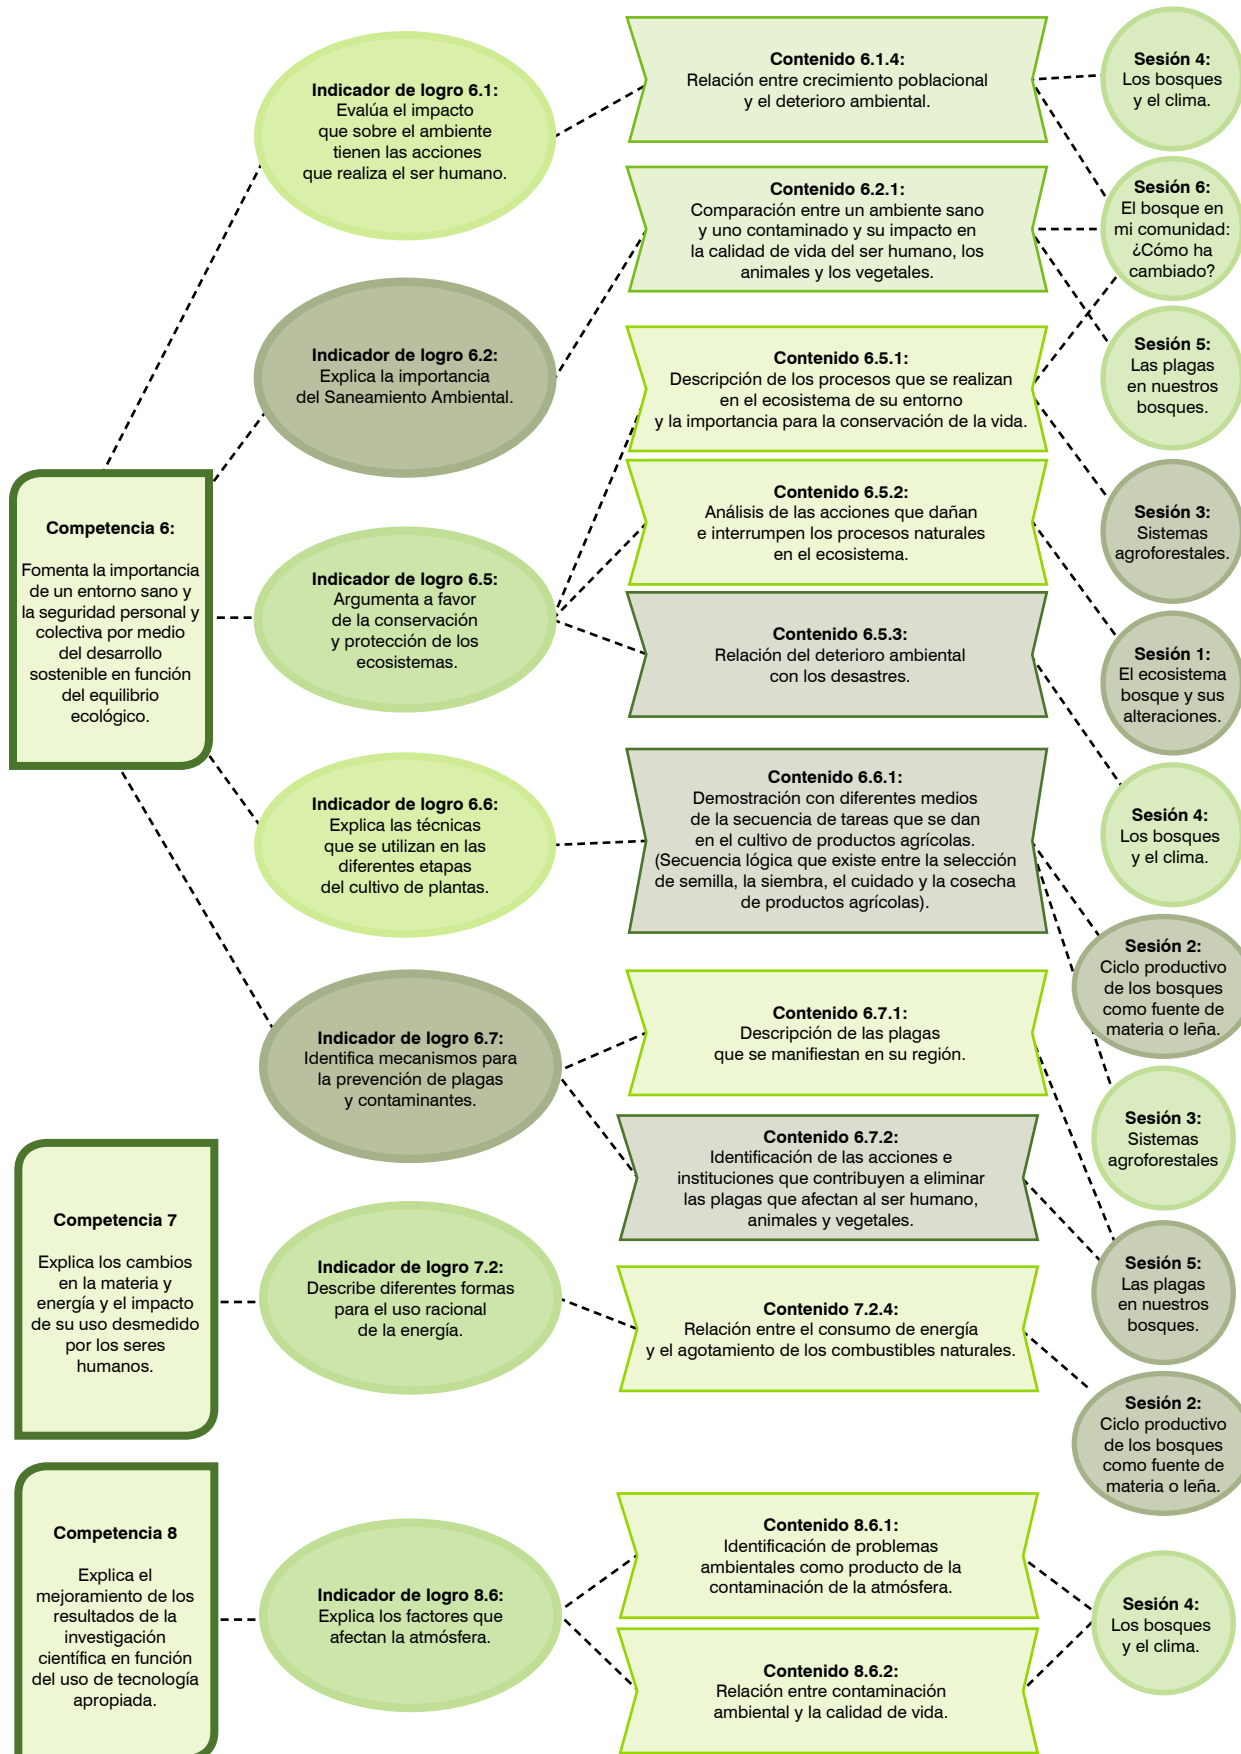 Competencia 6:
Fomenta la importancia
de un entorno sano y
la seguridad personal y
colectiva por medio
del desarrollo
sostenible en función
del equilibrio
ecológico.
Indicador de logro 6.1:
Evalúa el impacto
que sobre el ambiente
tienen las acciones
que realiza el ser humano.
Indicador de logro 6.2:
Explica la importancia
del Saneamiento Ambiental.
Indicador de logro 6.5:
Argumenta a favor
de la conservación
y protección de los
ecosistemas.
Indicador de logro 6.6:
Explica las técnicas
que se utilizan en las
diferentes etapas
del cultivo de plantas.
Indicador de logro 6.7:
Identifica mecanismos para
la prevención de plagas
y contaminantes.
Contenido 6.1.4:
Relación entre crecimiento poblacional
y el deterioro ambiental.
Contenido 6.2.1:
Comparación entre un ambiente sano
y uno contaminado y su impacto en
la calidad de vida del ser humano, los
animales y los vegetales.
Contenido 6.5.1:
Descripción de los procesos que se realizan
en el ecosistema de su entorno
y la importancia para la conservación de la vida.
Contenido 6.5.2:
Análisis de las acciones que dañan
e interrumpen los procesos naturales
en el ecosistema.
Contenido 6.5.3:
Relación del deterioro ambiental
con los desastres.
Contenido 6.6.1:
Demostración con diferentes medios
de la secuencia de tareas que se dan
en el cultivo de productos agrícolas.
(Secuencia lógica que existe entre la selección
de semilla, la siembra, el cuidado y la cosecha
de productos agrícolas).
Contenido 6.7.1:
Descripción de las plagas
que se manifiestan en su región.
Contenido 6.7.2:
Identificación de las acciones e
instituciones que contribuyen a eliminar
las plagas que afectan al ser humano,
animales y vegetales.
Sesión 4:
Los bosques
y el clima.
Sesión 6:
El bosque en
mi comunidad:
¿Cómo ha
cambiado?
Sesión 5:
Las plagas
en nuestros
bosques.
Sesión 3:
Sistemas
agroforestales.
Sesión 1:
El ecosistema
bosque y sus
alteraciones.
Sesión 4:
Los bosques
y el clima.
Sesión 2:
Ciclo productivo
de los bosques
como fuente de
materia o leña.
Sesión 3:
Sistemas
agroforestales
Sesión 5:
Las plagas
en nuestros
bosques.
Competencia 7
Explica los cambios
en la materia y
energía y el impacto
de su uso desmedido
por los seres
humanos.
Indicador de logro 7.2:
Describe diferentes formas
para el uso racional
de la energía.
Contenido 7.2.4:
Relación entre el consumo de energía
y el agotamiento de los combustibles naturales.
Sesión 2:
Ciclo productivo
de los bosques
como fuente de
materia o leña.
Competencia 8
Explica el
mejoramiento de los
resultados de la
investigación
científica en función
del uso de tecnología
apropiada.
Indicador de logro 8.6:
Explica los factores que
afectan la atmósfera.
Contenido 8.6.1:
Identificación de problemas
ambientales como producto de la
contaminación de la atmósfera.
Contenido 8.6.2:
Relación entre contaminación
ambiental y la calidad de vida.
Sesión 4:
Los bosques
y el clima.